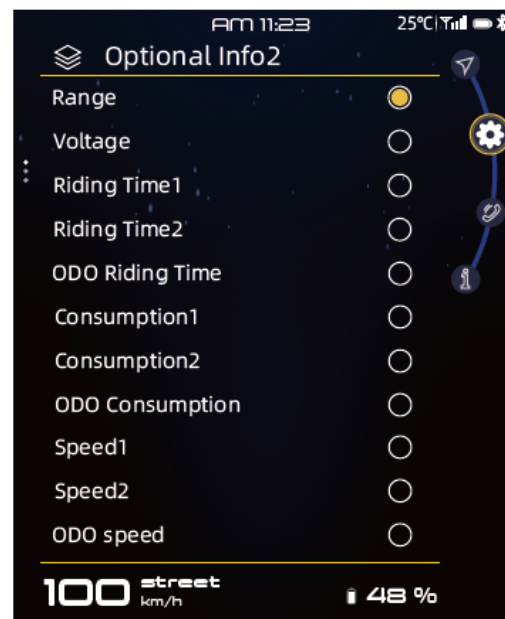 AM 11:23 25℃
Optional Info2
Range
Voltage
Riding Time1
Riding Time2
ODO Riding Time
Consumption1
Consumption2
ODO Consumption
Speed1
Speed2
ODO speed
100 street km/h 48 %